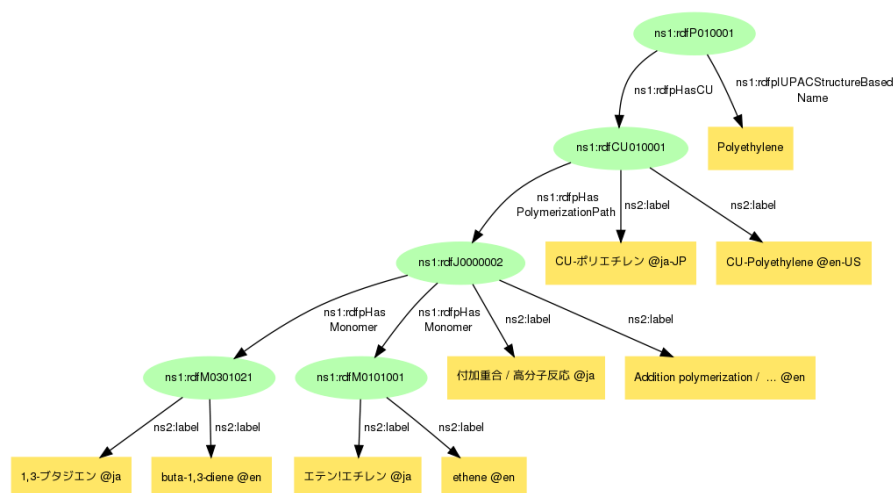 ns1:rdfP010001
ns1:rdfpHasCU
ns1:rdfpIUPACStructureBased
Name
ns1:rdfCU010001
Polyethylene
ns1:rdfpHas
PolymerizationPath
ns2:label
ns2:label
ns1:rdfJ0000002
CU-ポリエチレン @ja-JP
CU-Polyethylene @en-US
ns1:rdfpHas
Monomer
ns1:rdfpHas
Monomer
ns2:label
ns2:label
ns1:rdfM0301021
ns1:rdfM0101001
付加重合 / 高分子反応 @ja
Addition polymerization / ... @en
ns2:label
ns2:label
ns2:label
ns2:label
1,3-ブタジエン @ja
buta-1,3-diene @en
エテン!エチレン @ja
ethene @en